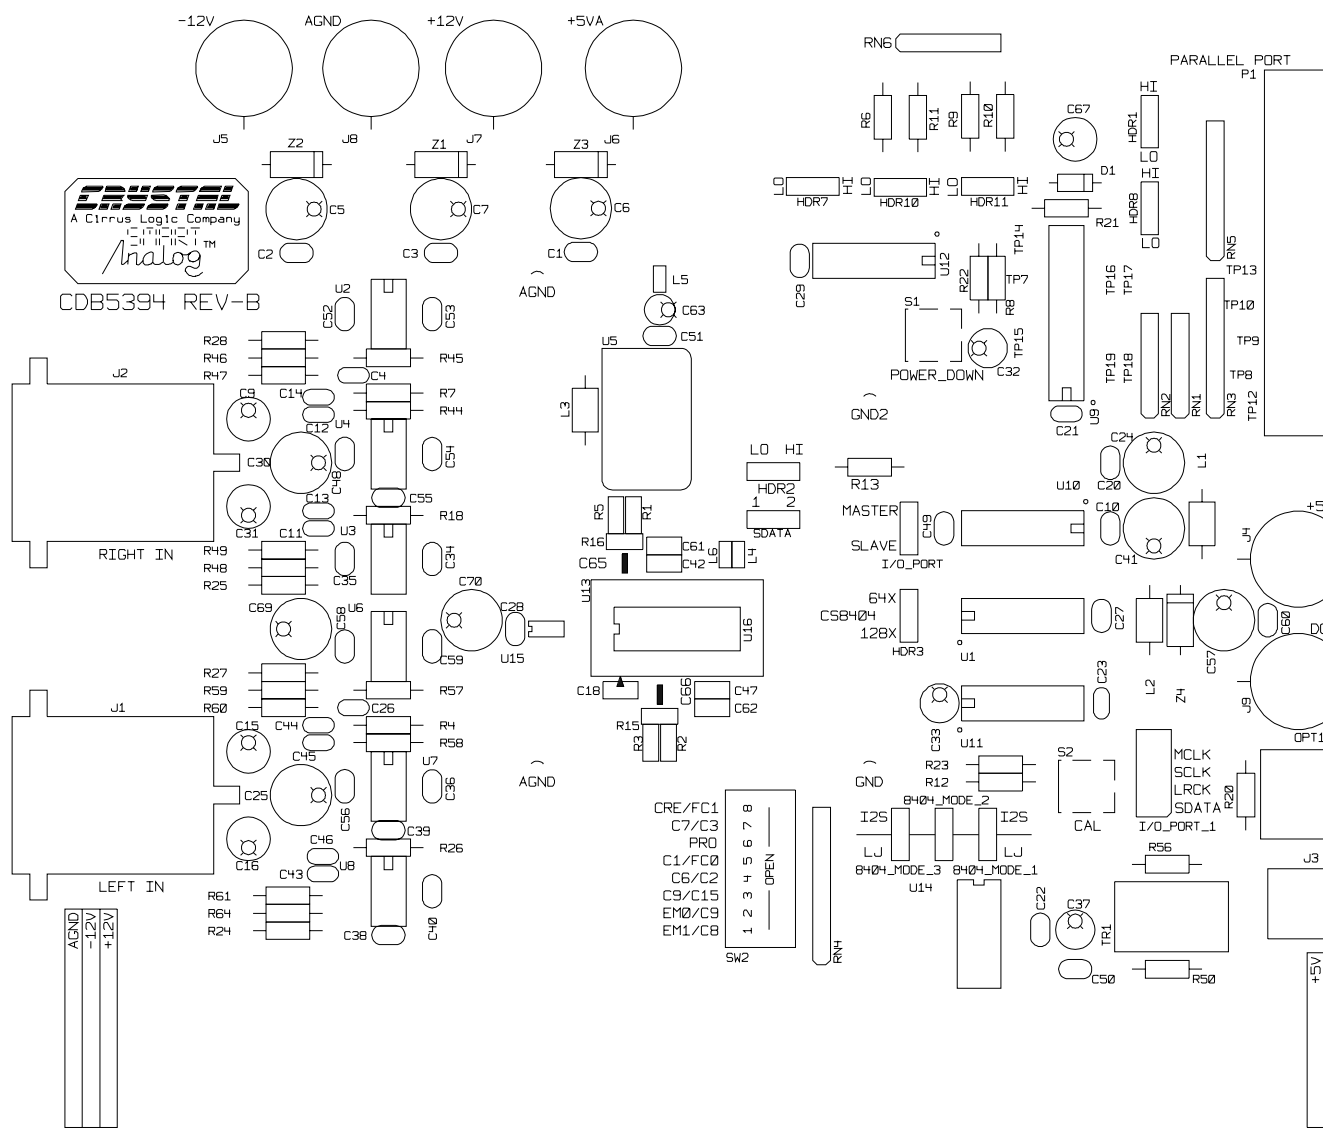 -12V AGND +12V +5VA
J5 J8 J7 J6
RN6
PARALLEL PORT
P1
Z2 Z1 Z3
R6 R11 R9 R10 C67
HI
HDR1
LO
CRYSTAL
A Cirrus Logic Company
SMART
Analog™
CDB5394 REV-B
C5 C7 C6
C2 C3 C1
LO HI LO HI LO HI
HDR7 HDR10 HDR11
D1
R21
HI
HDR8
LO
RN5
AGND
L5
C63
C51
C29
U12
TP14
R22
TP7
R8
TP16
TP17
TP13
TP10
U2
C52
C53
S1
POWER_DOWN
TP15
C32
TP9
TP8
TP19
TP18
TP12
RN2
RN1
RN3
R28
R46
R47
R45
U5
J2
C9
C14
C4
R7
R44
L3
GND2
U9
C21
C12
U4
C30
C48
C54
LO HI
HDR2
R13
C24
C20
L1
C13
C55
C31
C11
U3
R18
R5
R1
1 2
SDATA
MASTER
SLAVE
I/O_PORT
C49
U10
C10
C41
J4
+5
RIGHT IN
R49
R48
R25
C35
C34
R16
C65
C61
C42
L6
L4
C69
C58
U6
C70
C28
C59
U15
U13
U16
64X
CS8404
128X
HDR3
U1
C27
C57
C60
DG
R27
R59
R60
R57
C18
C66
C47
C62
C33
U11
C23
L2
Z4
J9
OPT1
J1
C15
C44
C26
R4
R58
R15
R3
R2
C45
U7
AGND
GND
R23
R12
S2
CAL
MCLK
SCLK
LRCK
SDATA
I/O_PORT_1
R20
C25
C56
C36
C39
CRE/FC1 8
C7/C3 7
PRO 6
C1/FC0 5
C6/C2 4
C9/C15 3
EM0/C9 2
EM1/C8 1
OPEN
SW2
RN4
8404_MODE_2
I2S I2S
LJ LJ
8404_MODE_3 8404_MODE_1
U14
C16
C46
C43
U8
R26
LEFT IN
R61
R64
R24
C38
C40
R56
J3
C22
C37
TR1
C50
R50
AGND
-12V
+12V
+5V